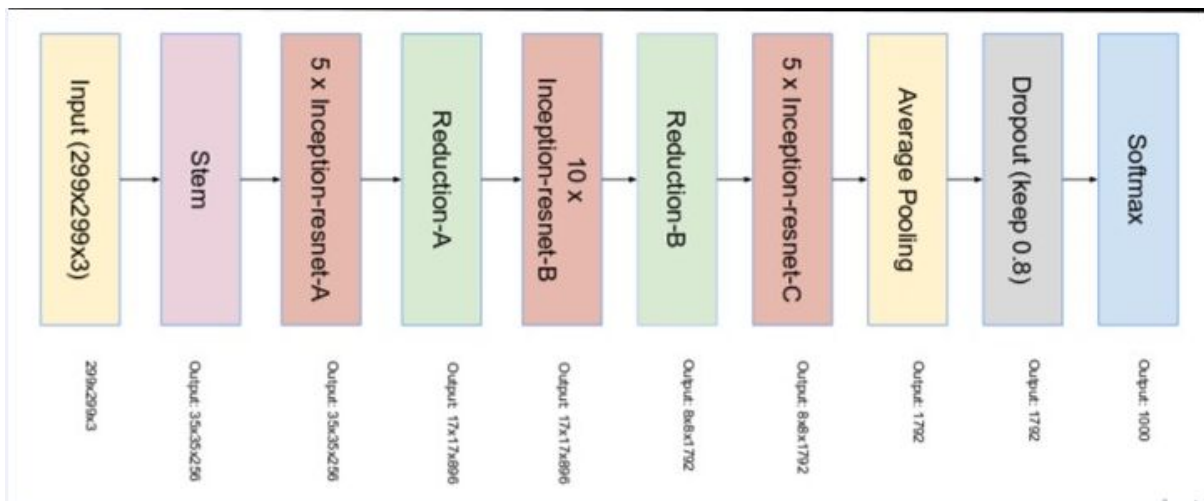 Input (299x299x3)
Stem
5 x Inception-resnet-A
Reduction-A
10 x
Inception-resnet-B
Reduction-B
5 x Inception-resnet-C
Average Pooling
Dropout (keep 0.8)
Softmax
299x299x3
Output: 35x35x256
Output: 35x35x256
Output: 17x17x896
Output: 17x17x896
Output: 8x8x1792
Output: 8x8x1792
Output: 1792
Output: 1792
Output: 1000